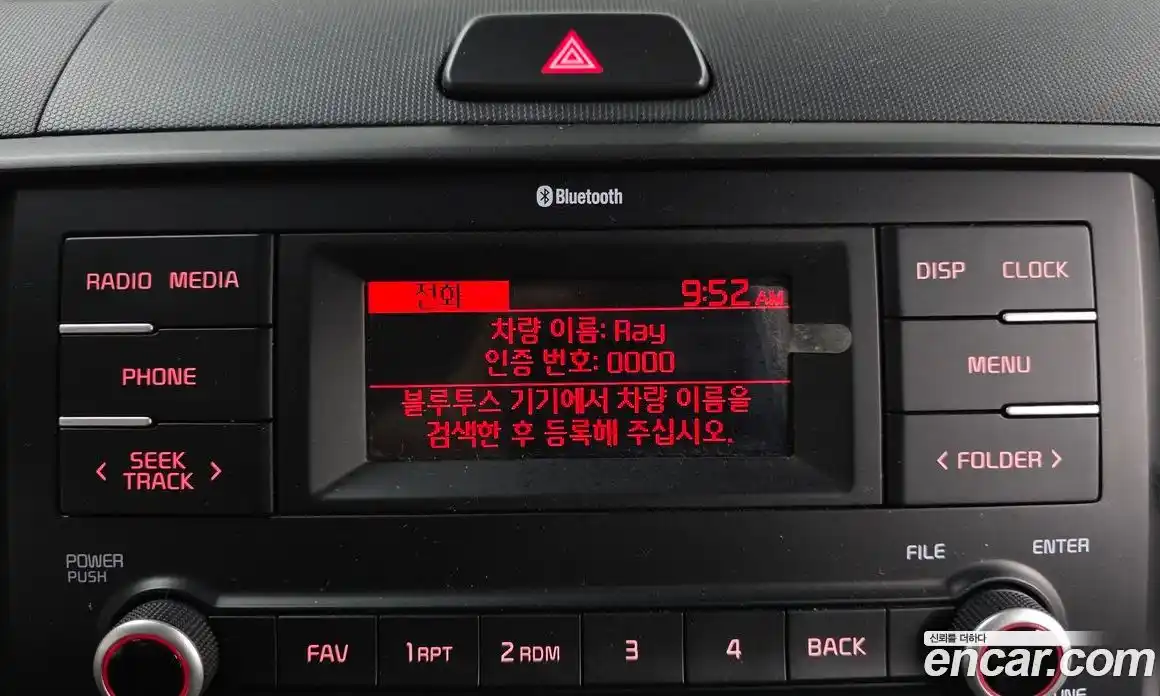 Bluetooth
RADIO MEDIA
DISP CLOCK
전화 9:52 AM
차량 이름: Ray
인증 번호: 0000
블루투스 기기에서 차량 이름을
검색한 후 등록해 주십시오.
PHONE
MENU
< SEEK TRACK >
< FOLDER >
POWER
PUSH
FILE
ENTER
FAV
1 RPT
2 RDM
3
4
BACK
신뢰를 더하다
encar.com